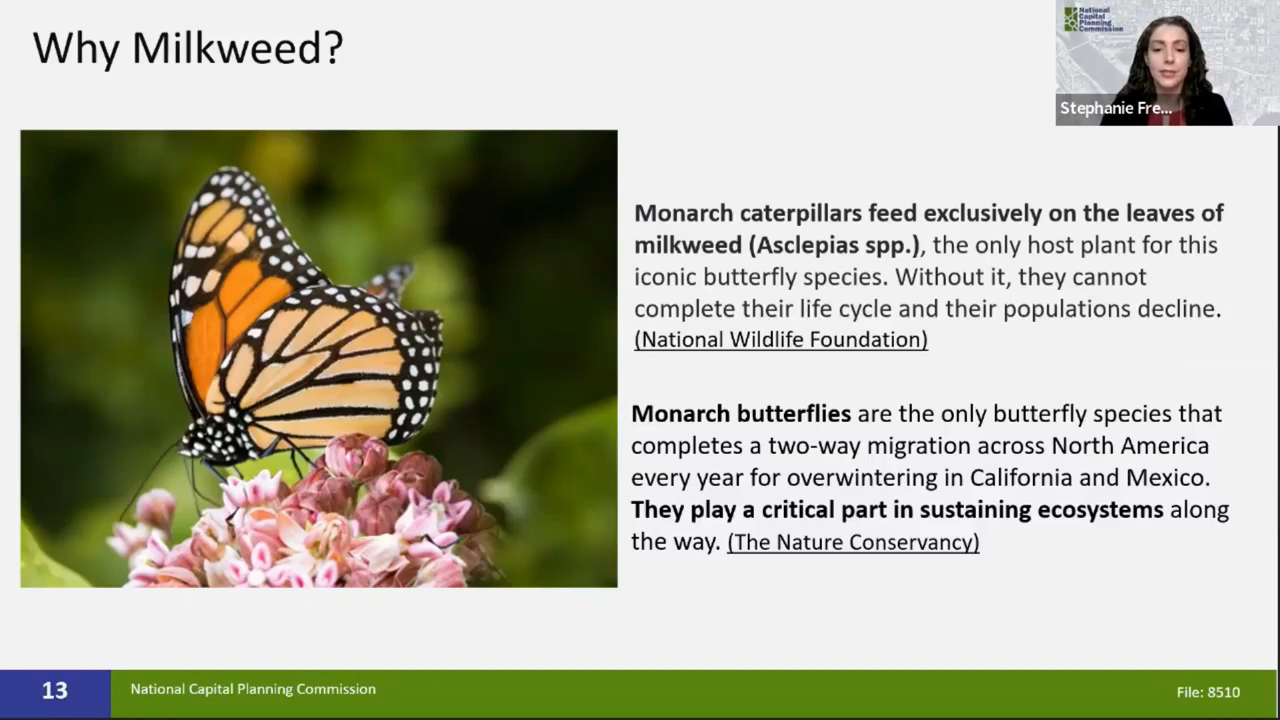 Why Milkweed?
National
Capital
Planning
Commission
Stephanie Fre...
Monarch caterpillars feed exclusively on the leaves of
milkweed (Asclepias spp.), the only host plant for this
iconic butterfly species. Without it, they cannot
complete their life cycle and their populations decline.
(National Wildlife Foundation)
Monarch butterflies are the only butterfly species that
completes a two-way migration across North America
every year for overwintering in California and Mexico.
They play a critical part in sustaining ecosystems along
the way. (The Nature Conservancy)
13
National Capital Planning Commission
File: 8510